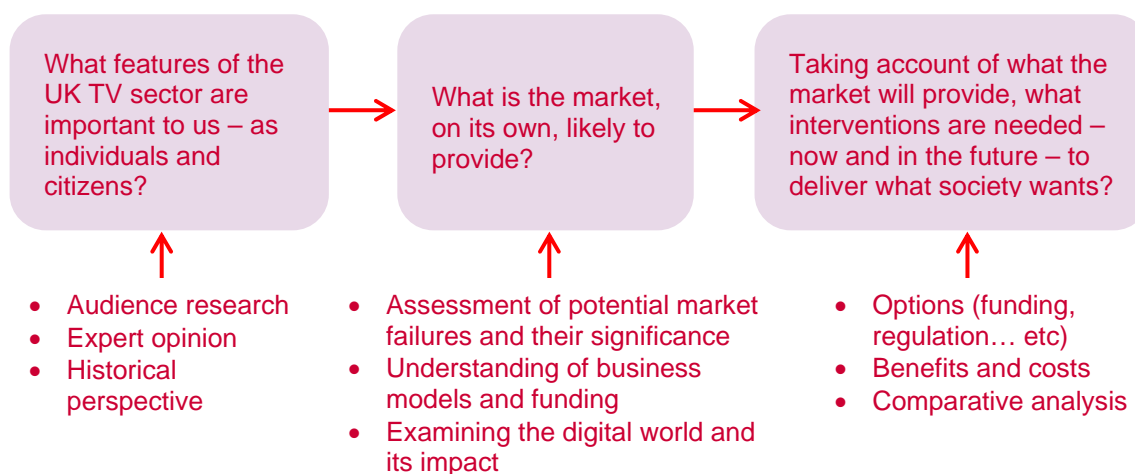 What features of the
UK TV sector are
important to us – as
individuals and
citizens?
What is the market,
on its own, likely to
provide?
Taking account of what the
market will provide, what
interventions are needed –
now and in the future – to
deliver what society wants?
• Audience research
• Expert opinion
• Historical
perspective
• Assessment of potential market
failures and their significance
• Understanding of business
models and funding
• Examining the digital world and
its impact
• Options (funding,
regulation… etc)
• Benefits and costs
• Comparative analysis